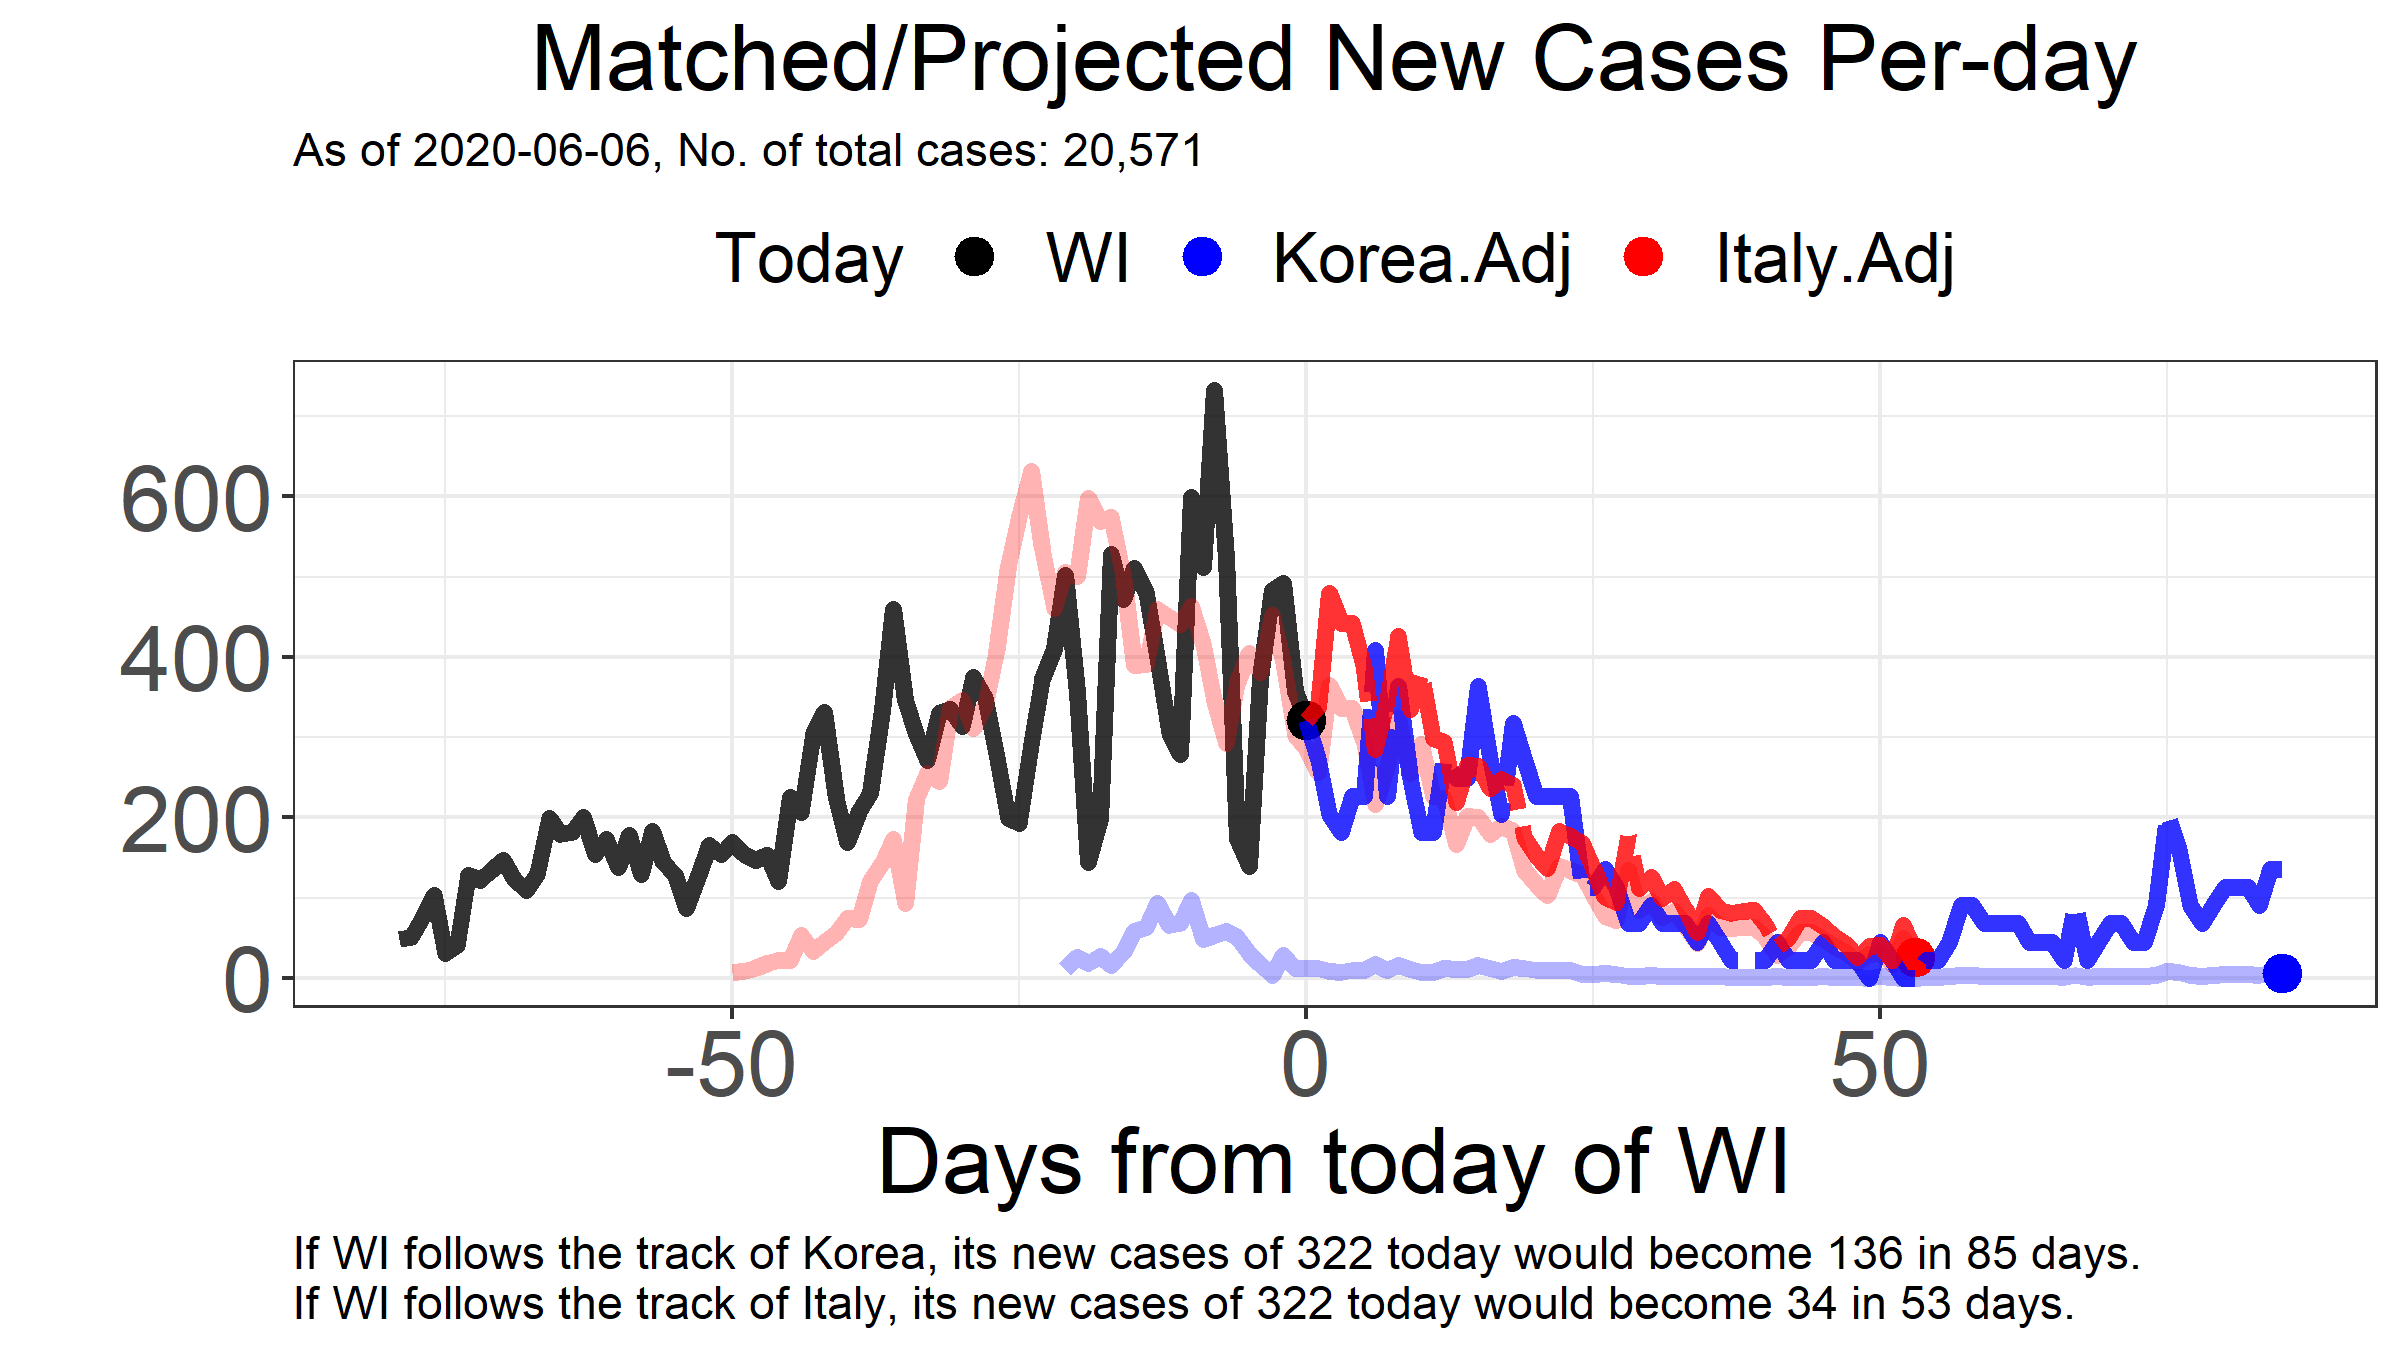 Matched/Projected New Cases Per-day
As of 2020-06-06, No. of total cases: 20,571
Today WI Korea.Adj Italy.Adj
600
400
200
0
-50 0 50
Days from today of WI
If WI follows the track of Korea, its new cases of 322 today would become 136 in 85 days.
If WI follows the track of Italy, its new cases of 322 today would become 34 in 53 days.